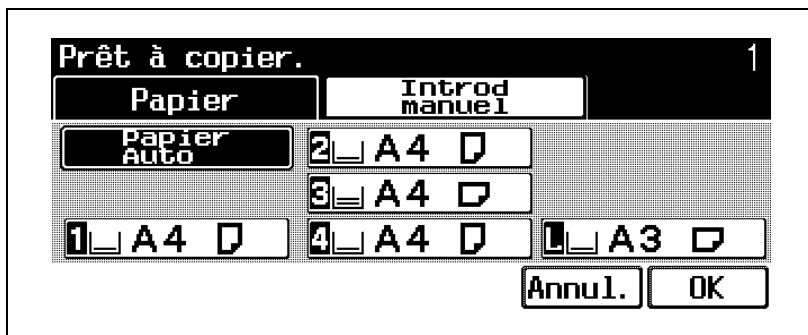 Prêt à copier. 1
Papier
Introd
manuel
Papier
Auto
2 A4
3 A4
1 A4
4 A4
L A3
Annul.
OK